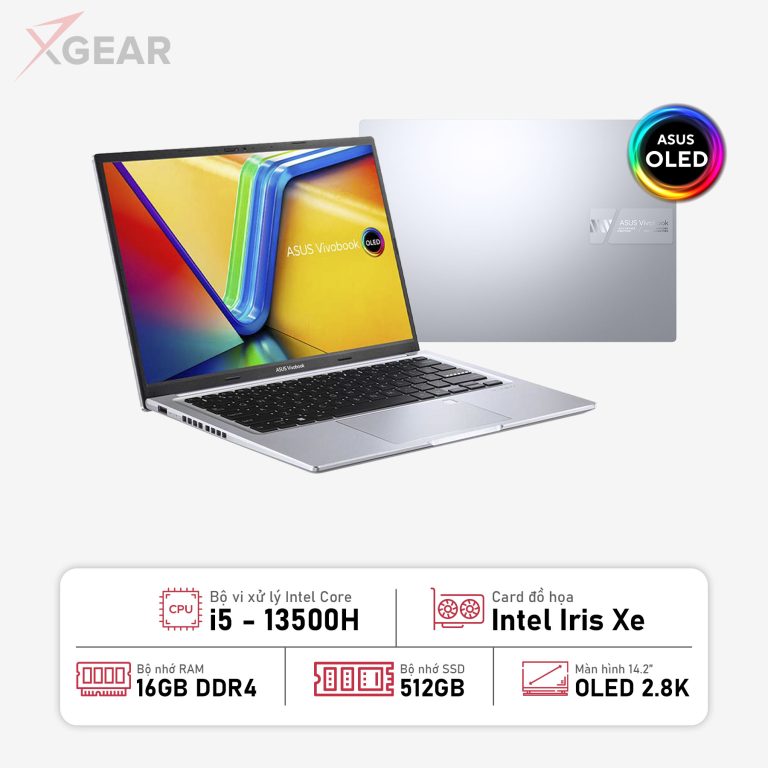 XGEAR
ASUS
OLED
ASUS Vivobook
OLED
ASUS Vivobook
ASUS Vivobook
CPU
Bộ vi xử lý Intel Core
i5 - 13500H
Card đồ họa
Intel Iris Xe
Bộ nhớ RAM
16GB DDR4
Bộ nhớ SSD
512GB
Màn hình 14.2"
OLED 2.8K